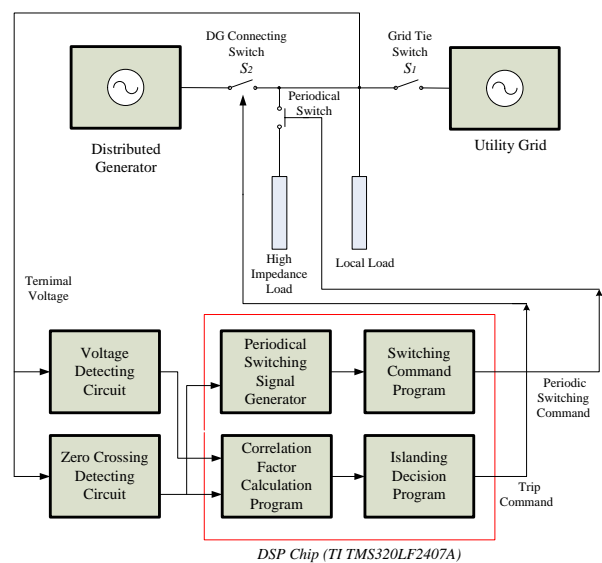 DG Connecting
Switch
S2
Grid Tie
Switch
S1
Periodical
Switch
Distributed
Generator
Utility Grid
High
Impedance
Load
Local Load
Ternimal
Voltage
Voltage
Detecting
Circuit
Periodical
Switching
Signal
Generator
Switching
Command
Program
Periodic
Switching
Command
Zero Crossing
Detecting
Circuit
Correlation
Factor
Calculation
Program
Islanding
Decision
Program
Trip
Command
DSP Chip (TI TMS320LF2407A)